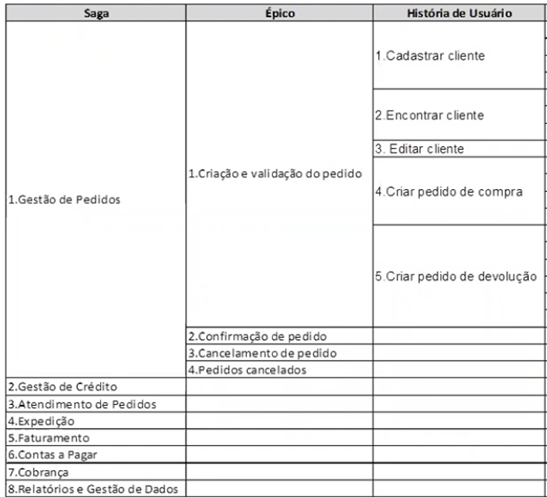 Saga Épico História de Usuário
1.Cadastrar cliente
2.Encontrar cliente
3. Editar cliente
1.Criação e validação do pedido
4.Criar pedido de compra
1.Gestão de Pedidos
5.Criar pedido de devolução
2.Confirmação de pedido
3.Cancelamento de pedido
4.Pedidos cancelados
2.Gestão de Crédito
3.Atendimento de Pedidos
4.Expedição
5.Faturamento
6.Contas a Pagar
7.Cobrança
8.Relatórios e Gestão de Dados